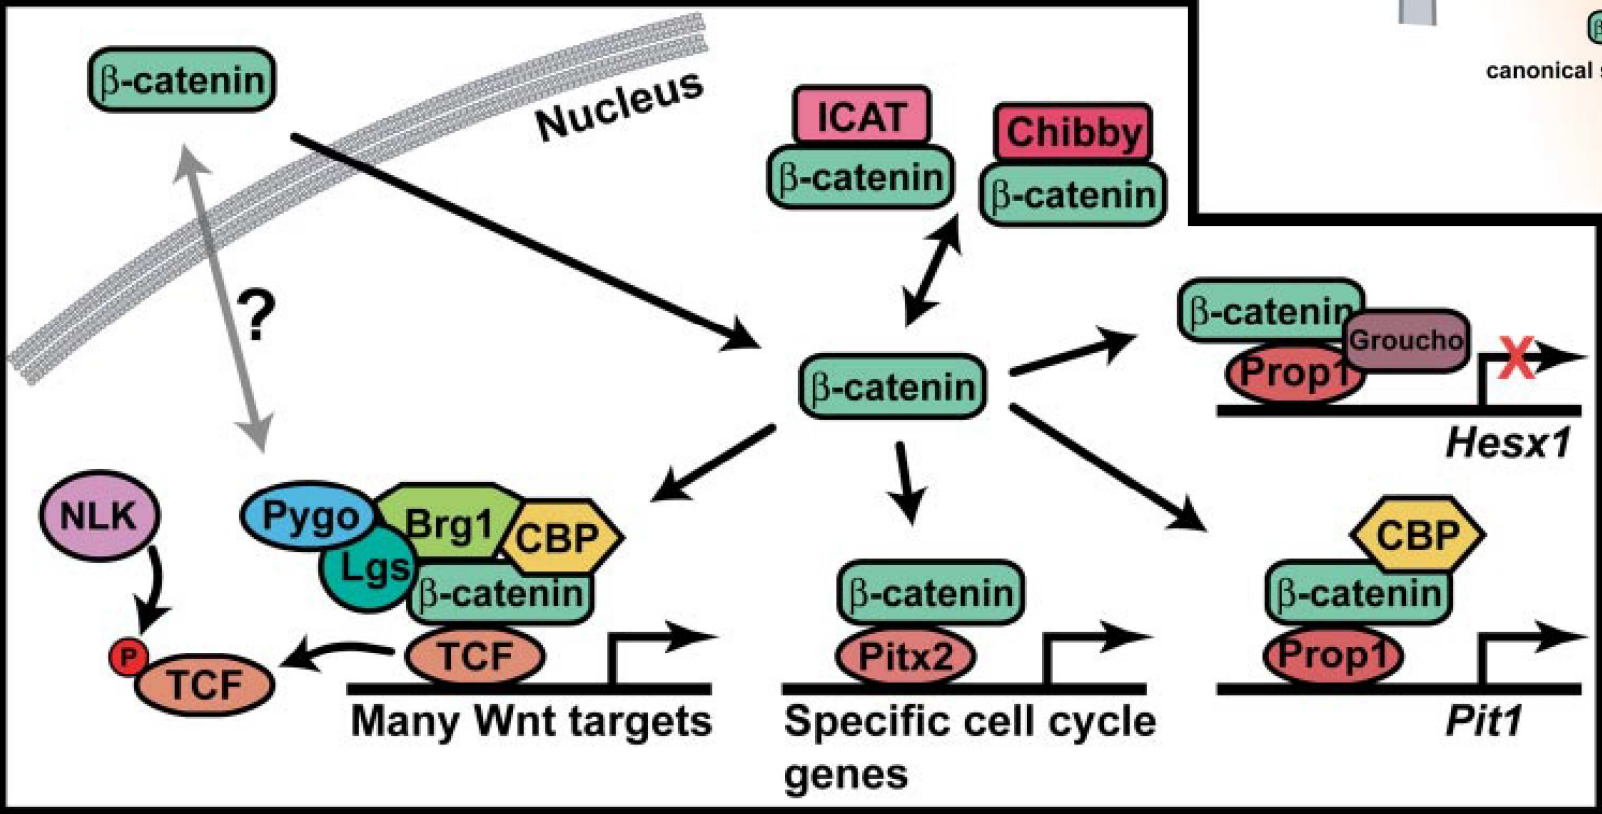 β-catenin
Nucleus
ICAT
β-catenin
Chibby
β-catenin
canonical
?
β-catenin
β-catenin
Groucho
Prop1
X
Hesx1
NLK
Pygo
Brg1
CBP
Lgs
β-catenin
TCF
P
TCF
Many Wnt targets
β-catenin
Pitx2
Specific cell cycle
genes
CBP
β-catenin
Prop1
Pit1